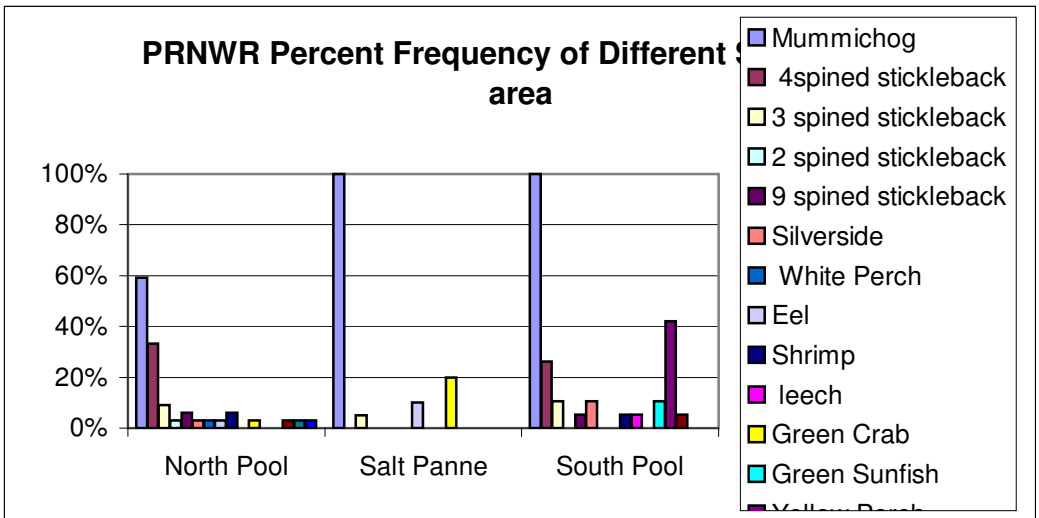 PRNWR Percent Frequency of Different
area
100%
80%
60%
40%
20%
0%
North Pool
Salt Panne
South Pool
Mummichog
4spined stickleback
3 spined stickleback
2 spined stickleback
9 spined stickleback
Silverside
White Perch
Eel
Shrimp
leech
Green Crab
Green Sunfish
Yellow Perch